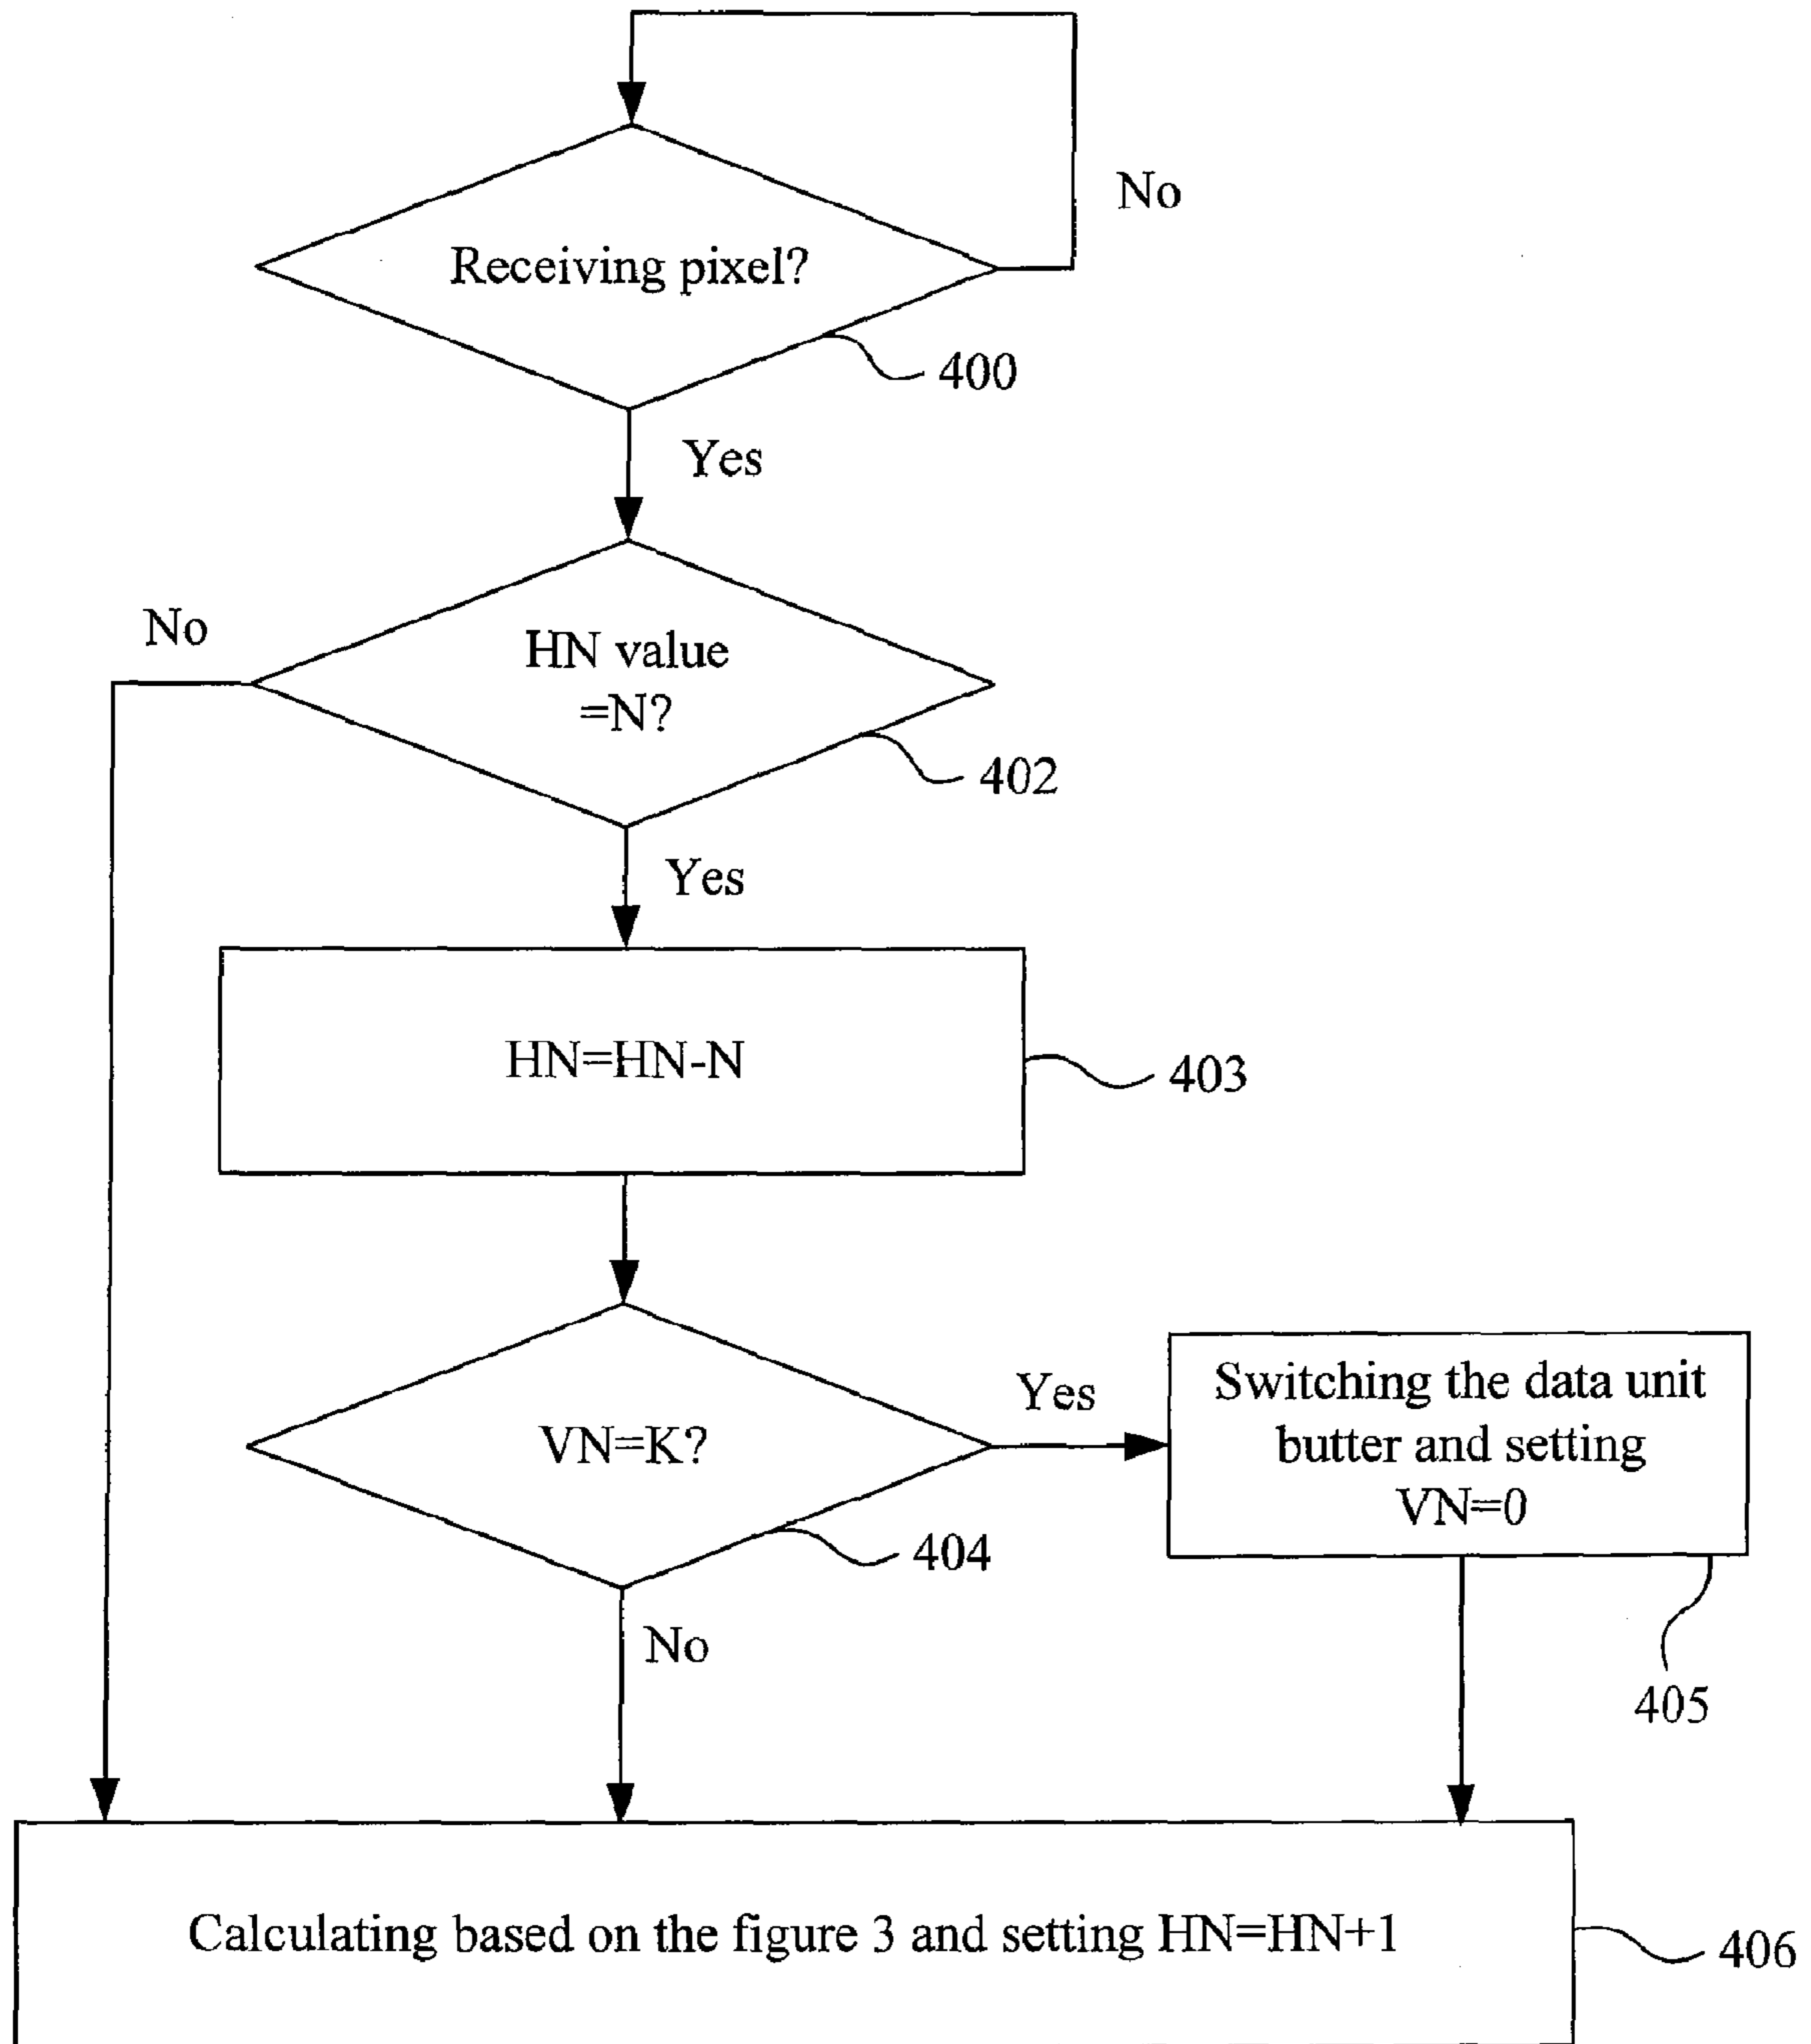 No
Receiving pixel?
400
Yes
No
HN value
=N?
402
Yes
HN=HN-N
403
VN=K?
Yes
404
Switching the data unit
butter and setting
VN=0
405
No
Calculating based on the figure 3 and setting HN=HN+1
406